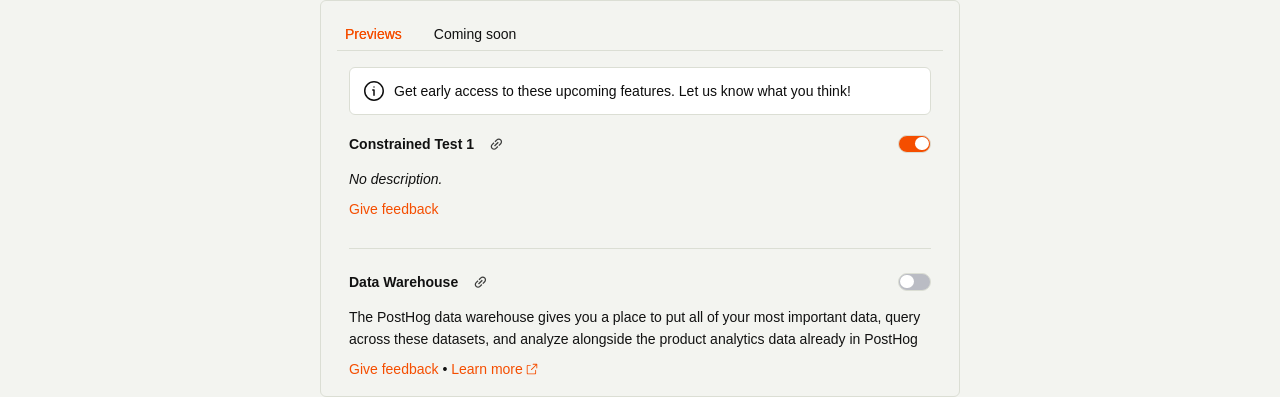 Previews
Coming soon
Get early access to these upcoming features. Let us know what you think!
Constrained Test 1
No description.
Give feedback
Data Warehouse
The PostHog data warehouse gives you a place to put all of your most important data, query
across these datasets, and analyze alongside the product analytics data already in PostHog
Give feedback • Learn more